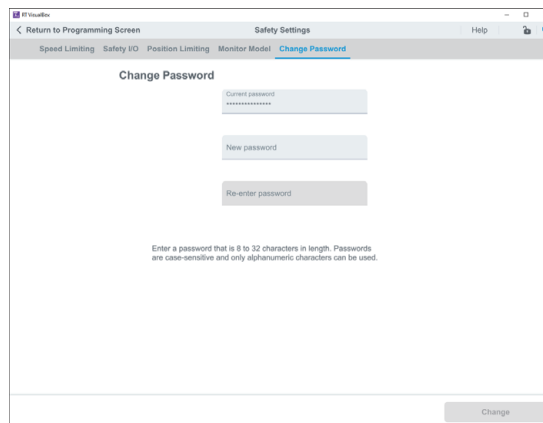 RT VisualBox
Return to Programming Screen Safety Settings Help
Speed Limiting Safety I/O Position Limiting Monitor Model Change Password
Change Password
Current password
***************
New password
Re-enter password
Enter a password that is 8 to 32 characters in length. Passwords
are case-sensitive and only alphanumeric characters can be used.
Change